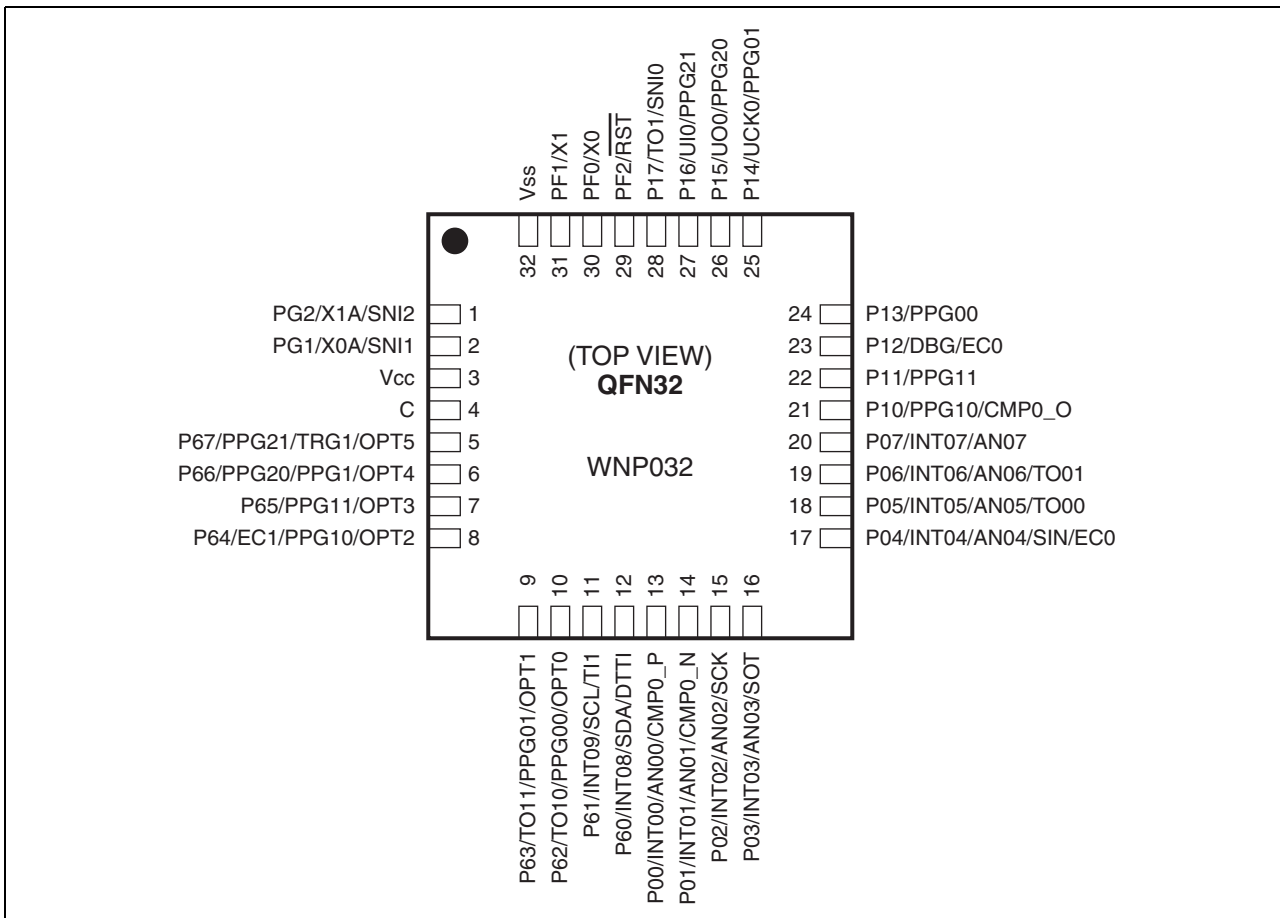 Vss
PF1/X1
PF0/X0
PF2/RST
P17/TO1/SNI0
P16/UI0/PPG21
P15/UO0/PPG20
P14/UCK0/PPG01
32
31
30
29
28
27
26
25
PG2/X1A/SNI2 1
PG1/X0A/SNI1 2
Vcc 3
C 4
P67/PPG21/TRG1/OPT5 5
P66/PPG20/PPG1/OPT4 6
P65/PPG11/OPT3 7
P64/EC1/PPG10/OPT2 8
(TOP VIEW)
QFN32
WNP032
24 P13/PPG00
23 P12/DBG/EC0
22 P11/PPG11
21 P10/PPG10/CMP0_O
20 P07/INT07/AN07
19 P06/INT06/AN06/TO01
18 P05/INT05/AN05/TO00
17 P04/INT04/AN04/SIN/EC0
9
10
11
12
13
14
15
16
P63/TO11/PPG01/OPT1
P62/TO10/PPG00/OPT0
P61/INT09/SCL/TI1
P60/INT08/SDA/DTTI
P00/INT00/AN00/CMP0_P
P01/INT01/AN01/CMP0_N
P02/INT02/AN02/SCK
P03/INT03/AN03/SOT